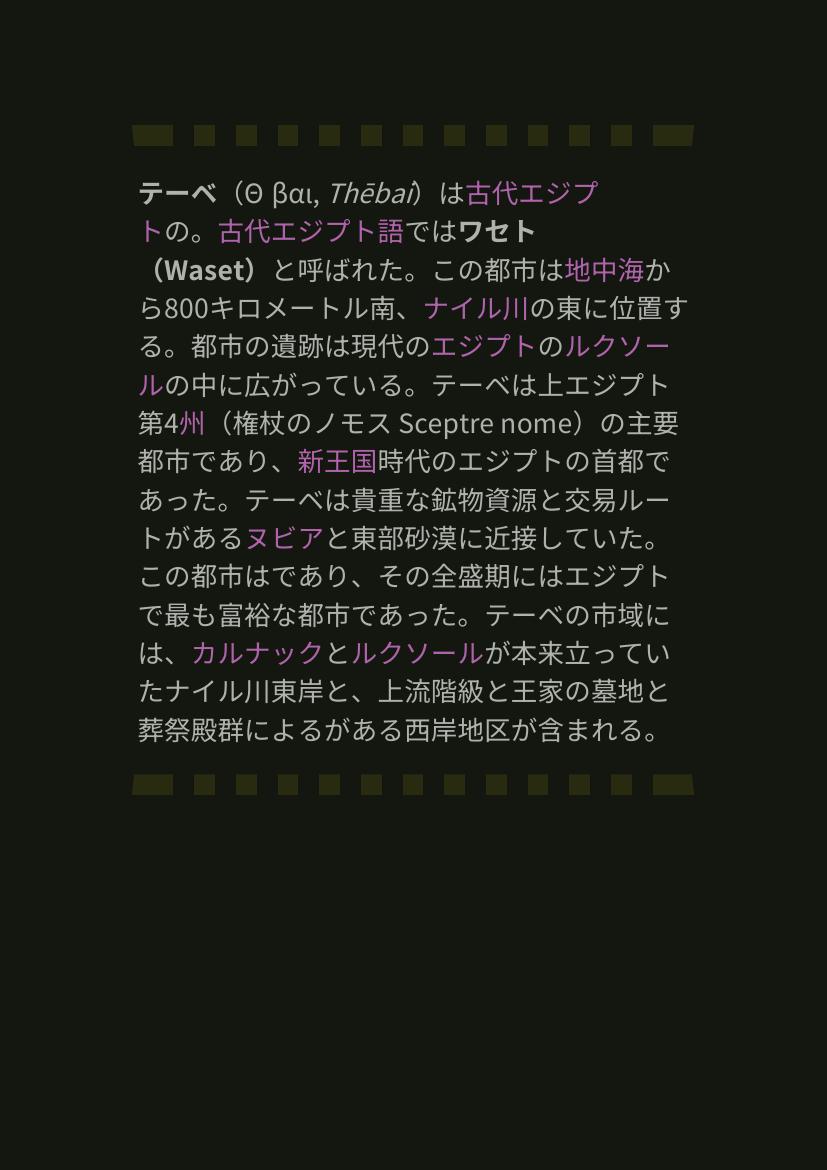 テーベ（Θ βαι, Thēbai）は古代エジプ
トの。古代エジプト語ではワセト
（Waset）と呼ばれた。この都市は地中海か
ら800キロメートル南、ナイル川の東に位置す
る。都市の遺跡は現代のエジプトのルクソー
ルの中に広がっている。テーベは上エジプト
第4州（権杖のノモス Sceptre nome）の主要
都市であり、新王国時代のエジプトの首都で
あった。テーベは貴重な鉱物資源と交易ルー
トがあるヌビアと東部砂漠に近接していた。
この都市はであり、その全盛期にはエジプト
で最も富裕な都市であった。テーベの市域に
は、カルナックとルクソールが本来立ってい
たナイル川東岸と、上流階級と王家の墓地と
葬祭殿群によるがある西岸地区が含まれる。